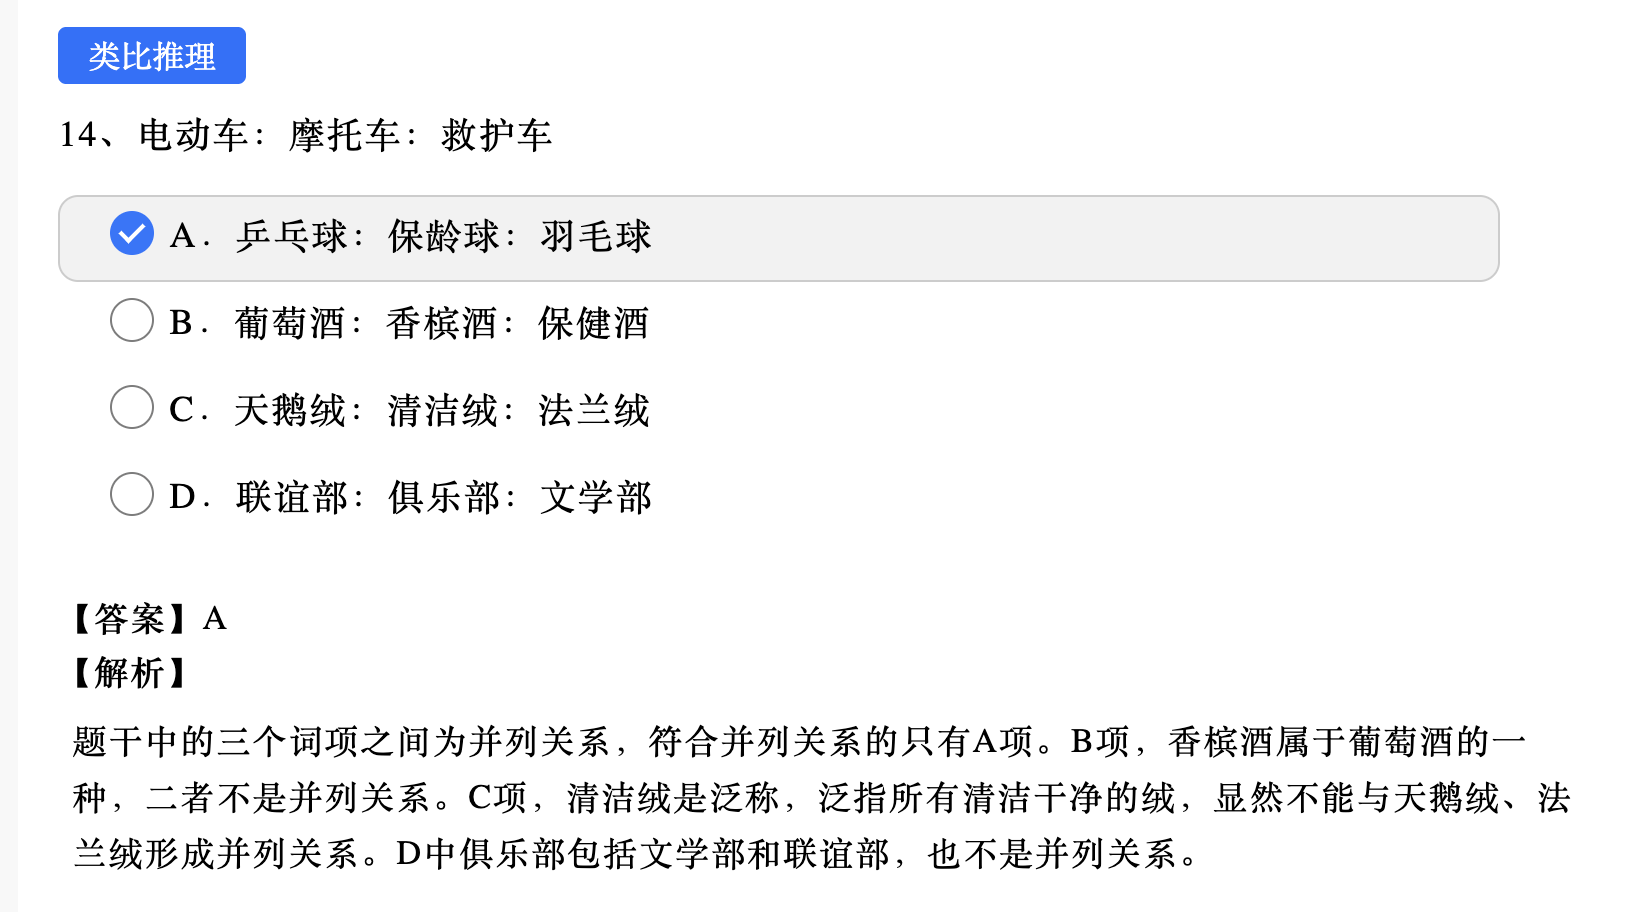 类比推理
14、电动车：摩托车：救护车
A．乒乓球：保龄球：羽毛球
B．葡萄酒：香槟酒：保健酒
C．天鹅绒：清洁绒：法兰绒
D．联谊部：俱乐部：文学部
【答案】A
【解析】
题干中的三个词项之间为并列关系，符合并列关系的只有A项。B项，香槟酒属于葡萄酒的一
种，二者不是并列关系。C项，清洁绒是泛称，泛指所有清洁干净的绒，显然不能与天鹅绒、法
兰绒形成并列关系。D中俱乐部包括文学部和联谊部，也不是并列关系。